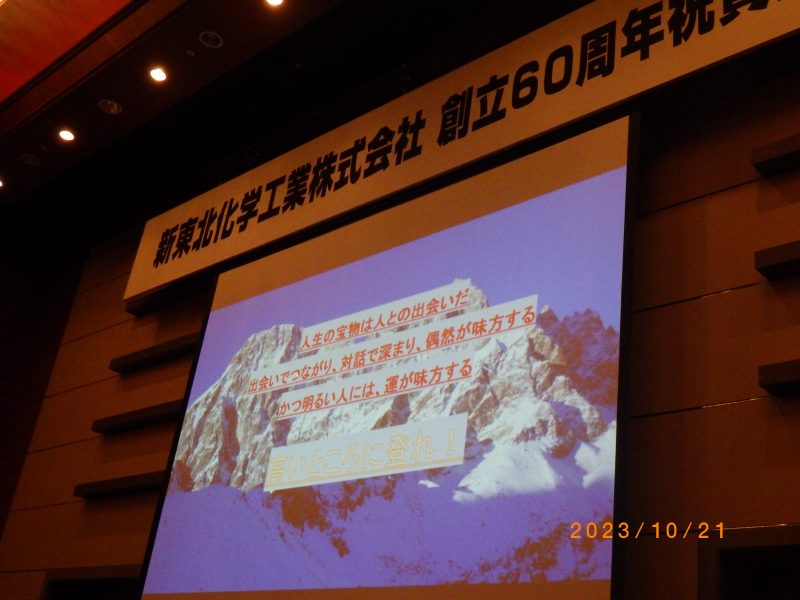 新東北化学工業株式会社 創立60周年祝賀
人生の宝物は人との出会いだ
出会いでつながり、対話で深まり、偶然が味方する
かつ明るい人には、運が味方する
高いところに登れ！
2023/10/21